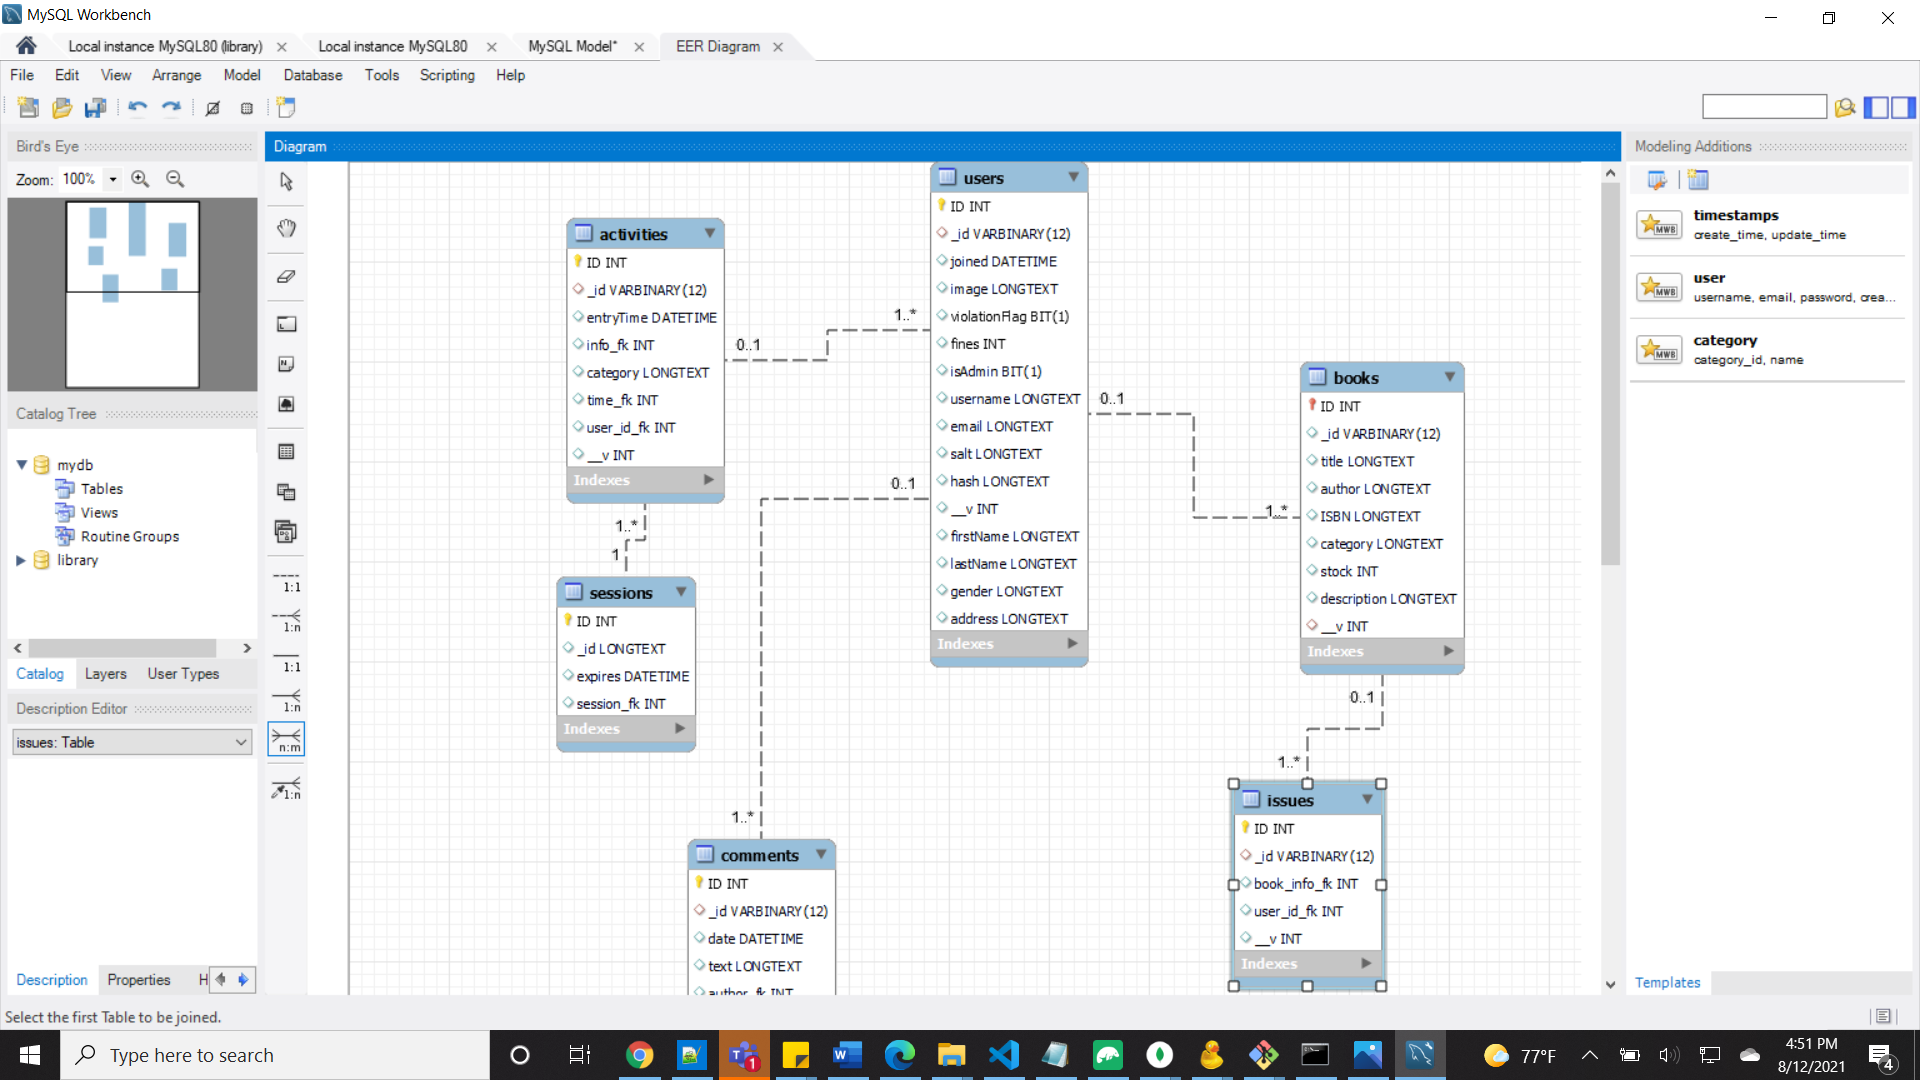 MySQL Workbench
Local instance MySQL80 (library)
Local instance MySQL80
MySQL Model*
EER Diagram
File Edit View Arrange Model Database Tools Scripting Help
Bird's Eye
Zoom: 100%
Catalog Tree
mydb
Tables
Views
Routine Groups
library
Catalog Layers User Types
Description Editor
issues: Table
Description Properties H
Select the first Table to be joined.
1:1
1:n
1:1
1:n
n:m
1:n
Diagram
activities
ID INT
_id VARBINARY(12)
entryTime DATETIME
info_fk INT
category LONGTEXT
time_fk INT
user_id_fk INT
__v INT
Indexes
0..1
1..*
1..*
1
sessions
ID INT
_id LONGTEXT
expires DATETIME
session_fk INT
Indexes
users
ID INT
_id VARBINARY(12)
joined DATETIME
image LONGTEXT
violationFlag BIT(1)
fines INT
isAdmin BIT(1)
username LONGTEXT
email LONGTEXT
salt LONGTEXT
hash LONGTEXT
__v INT
firstName LONGTEXT
lastName LONGTEXT
gender LONGTEXT
address LONGTEXT
Indexes
0..1
1..*
0..1
1..*
comments
ID INT
_id VARBINARY(12)
date DATETIME
text LONGTEXT
author_fk INT
books
ID INT
_id VARBINARY(12)
title LONGTEXT
author LONGTEXT
ISBN LONGTEXT
category LONGTEXT
stock INT
description LONGTEXT
__v INT
Indexes
0..1
1..*
issues
ID INT
_id VARBINARY(12)
book_info_fk INT
user_id_fk INT
__v INT
Indexes
Modeling Additions
MWB
timestamps
create_time, update_time
MWB
user
username, email, password, crea...
MWB
category
category_id, name
Templates
Type here to search
1
77°F
4:51 PM
8/12/2021
4